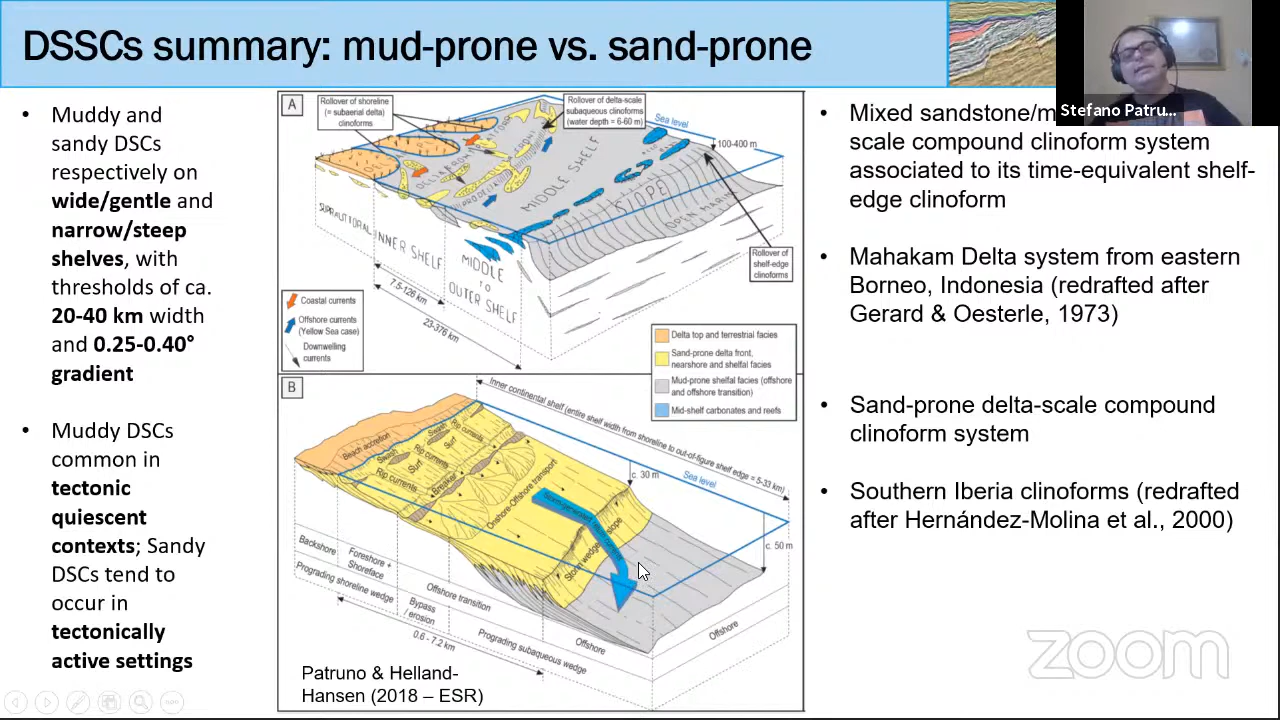 DSSCs summary: mud-prone vs. sand-prone
Stefano Patru...
• Muddy and
sandy DSCs
respectively on
wide/gentle and
narrow/steep
shelves, with
thresholds of ca.
20-40 km width
and 0.25-0.40°
gradient
• Muddy DSCs
common in
tectonic
quiescent
contexts; Sandy
DSCs tend to
occur in
tectonically
active settings
A
Rollover of shoreline
(= subaerial delta)
clinoforms
Rollover of delta-scale
subaqueous clinoforms
(water depth = 6-60 m)
Sea level
100-400 m
MIDDLE SHELF
SLOPE
OPEN MARINE
INNER SHELF
MIDDLE
TO
OUTER SHELF
Rollover of
shelf-edge
clinoforms
7.5-126 km
23-376 km
Coastal currents
Offshore currents
(Yellow Sea case)
Downwelling
currents
Delta top and terrestrial facies
Sand-prone delta front,
nearshore and shelfal facies
Mud-prone shelfal facies (offshore
and offshore transition)
Mid-shelf carbonates and reefs
B
Inner continental shelf (entire shelf width from shoreline to out-of-figure shelf edge = 5-33 km)
Beach accretion
Swash
Surf
Rip currents
Swash
Surf
Rip currents
Swash
Surf
Rip currents
Breaker
Onshore-Offshore transport
Sea level
c. 30 m
c. 50 m
Storm wedge slope
Backshore
Foreshore +
Shoreface
Offshore transition
Prograding shoreline wedge
Bypass
/ erosion
Prograding subaqueous wedge
Offshore
Offshore
0.6 - 7.2 km
Patruno & Helland-
Hansen (2018 – ESR)
• Mixed sandstone/m
scale compound clinoform system
associated to its time-equivalent shelf-
edge clinoform
• Mahakam Delta system from eastern
Borneo, Indonesia (redrafted after
Gerard & Oesterle, 1973)
• Sand-prone delta-scale compound
clinoform system
• Southern Iberia clinoforms (redrafted
after Hernández-Molina et al., 2000)
zoom